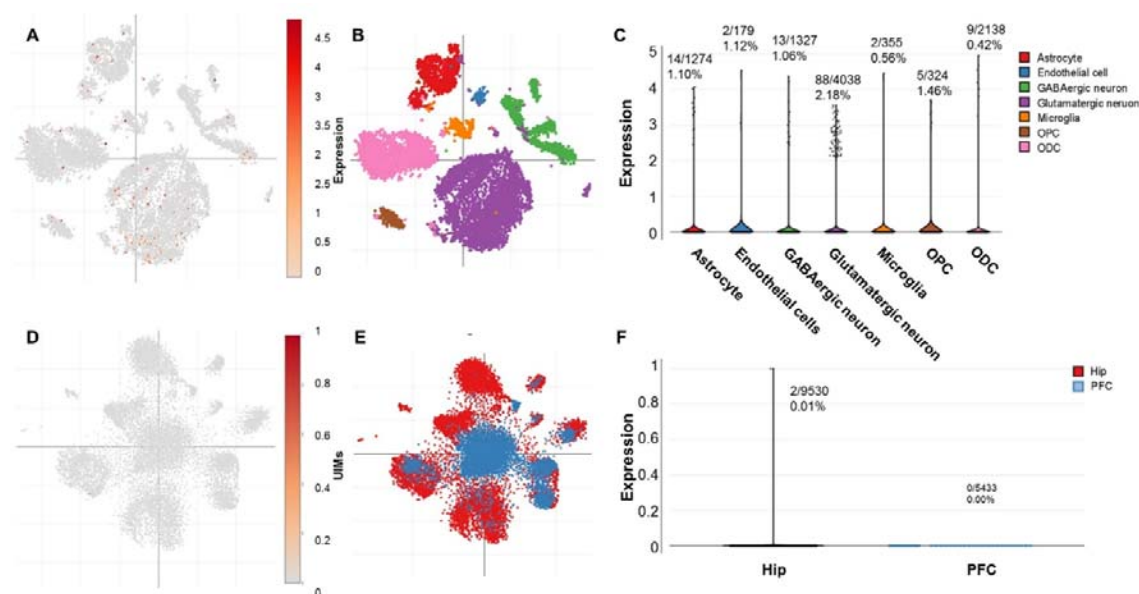 A
4.5
4
3.5
3
2.5
2
1.5
1
0.5
0
Expression
B
C
5
4
3
2
1
0
Expression
14/1274
1.10%
2/179
1.12%
13/1327
1.06%
88/4038
2.18%
2/355
0.56%
5/324
1.46%
9/2138
0.42%
Astrocyte
Endothelial cells
GABAergic neuron
Glutamatergic neuron
Microglia
OPC
ODC
Astrocyte
Endothelial cell
GABAergic neuron
Glutamatergic neruon
Microglia
OPC
ODC
D
1
0.8
0.6
0.4
0.2
0
UIMs
E
F
1
0.8
0.6
0.4
0.2
0
Expression
2/9530
0.01%
0/5433
0.00%
Hip
PFC
Hip
PFC